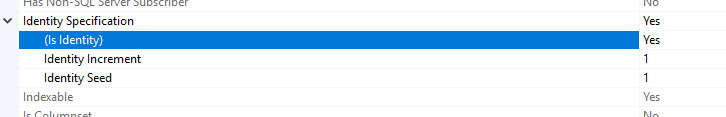 Has Non-SQL Server Subscriber No
Identity Specification Yes
(Is Identity) Yes
Identity Increment 1
Identity Seed 1
Indexable Yes
Is Columnset No